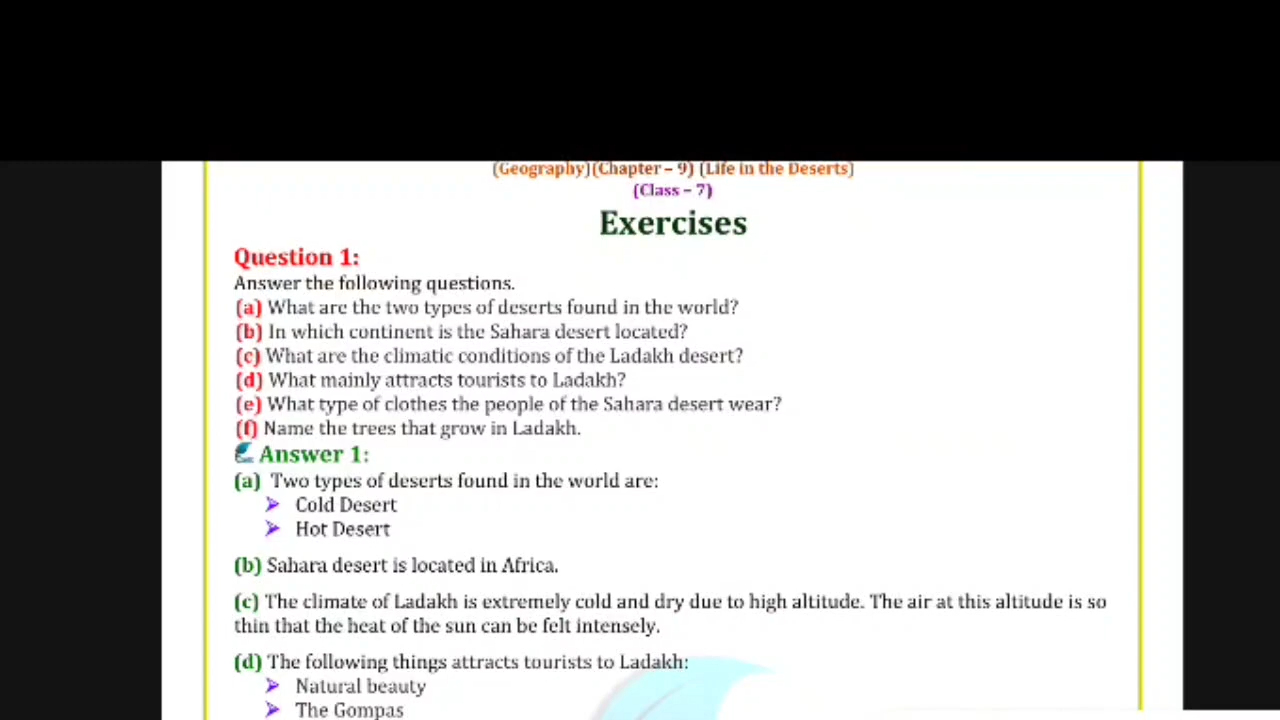 (Geography)(Chapter – 9) (Life in the Deserts)
(Class – 7)
Exercises
Question 1:
Answer the following questions.
(a) What are the two types of deserts found in the world?
(b) In which continent is the Sahara desert located?
(c) What are the climatic conditions of the Ladakh desert?
(d) What mainly attracts tourists to Ladakh?
(e) What type of clothes the people of the Sahara desert wear?
(f) Name the trees that grow in Ladakh.
Answer 1:
(a) Two types of deserts found in the world are:
➤ Cold Desert
➤ Hot Desert
(b) Sahara desert is located in Africa.
(c) The climate of Ladakh is extremely cold and dry due to high altitude. The air at this altitude is so
thin that the heat of the sun can be felt intensely.
(d) The following things attracts tourists to Ladakh:
➤ Natural beauty
➤ The Gompas